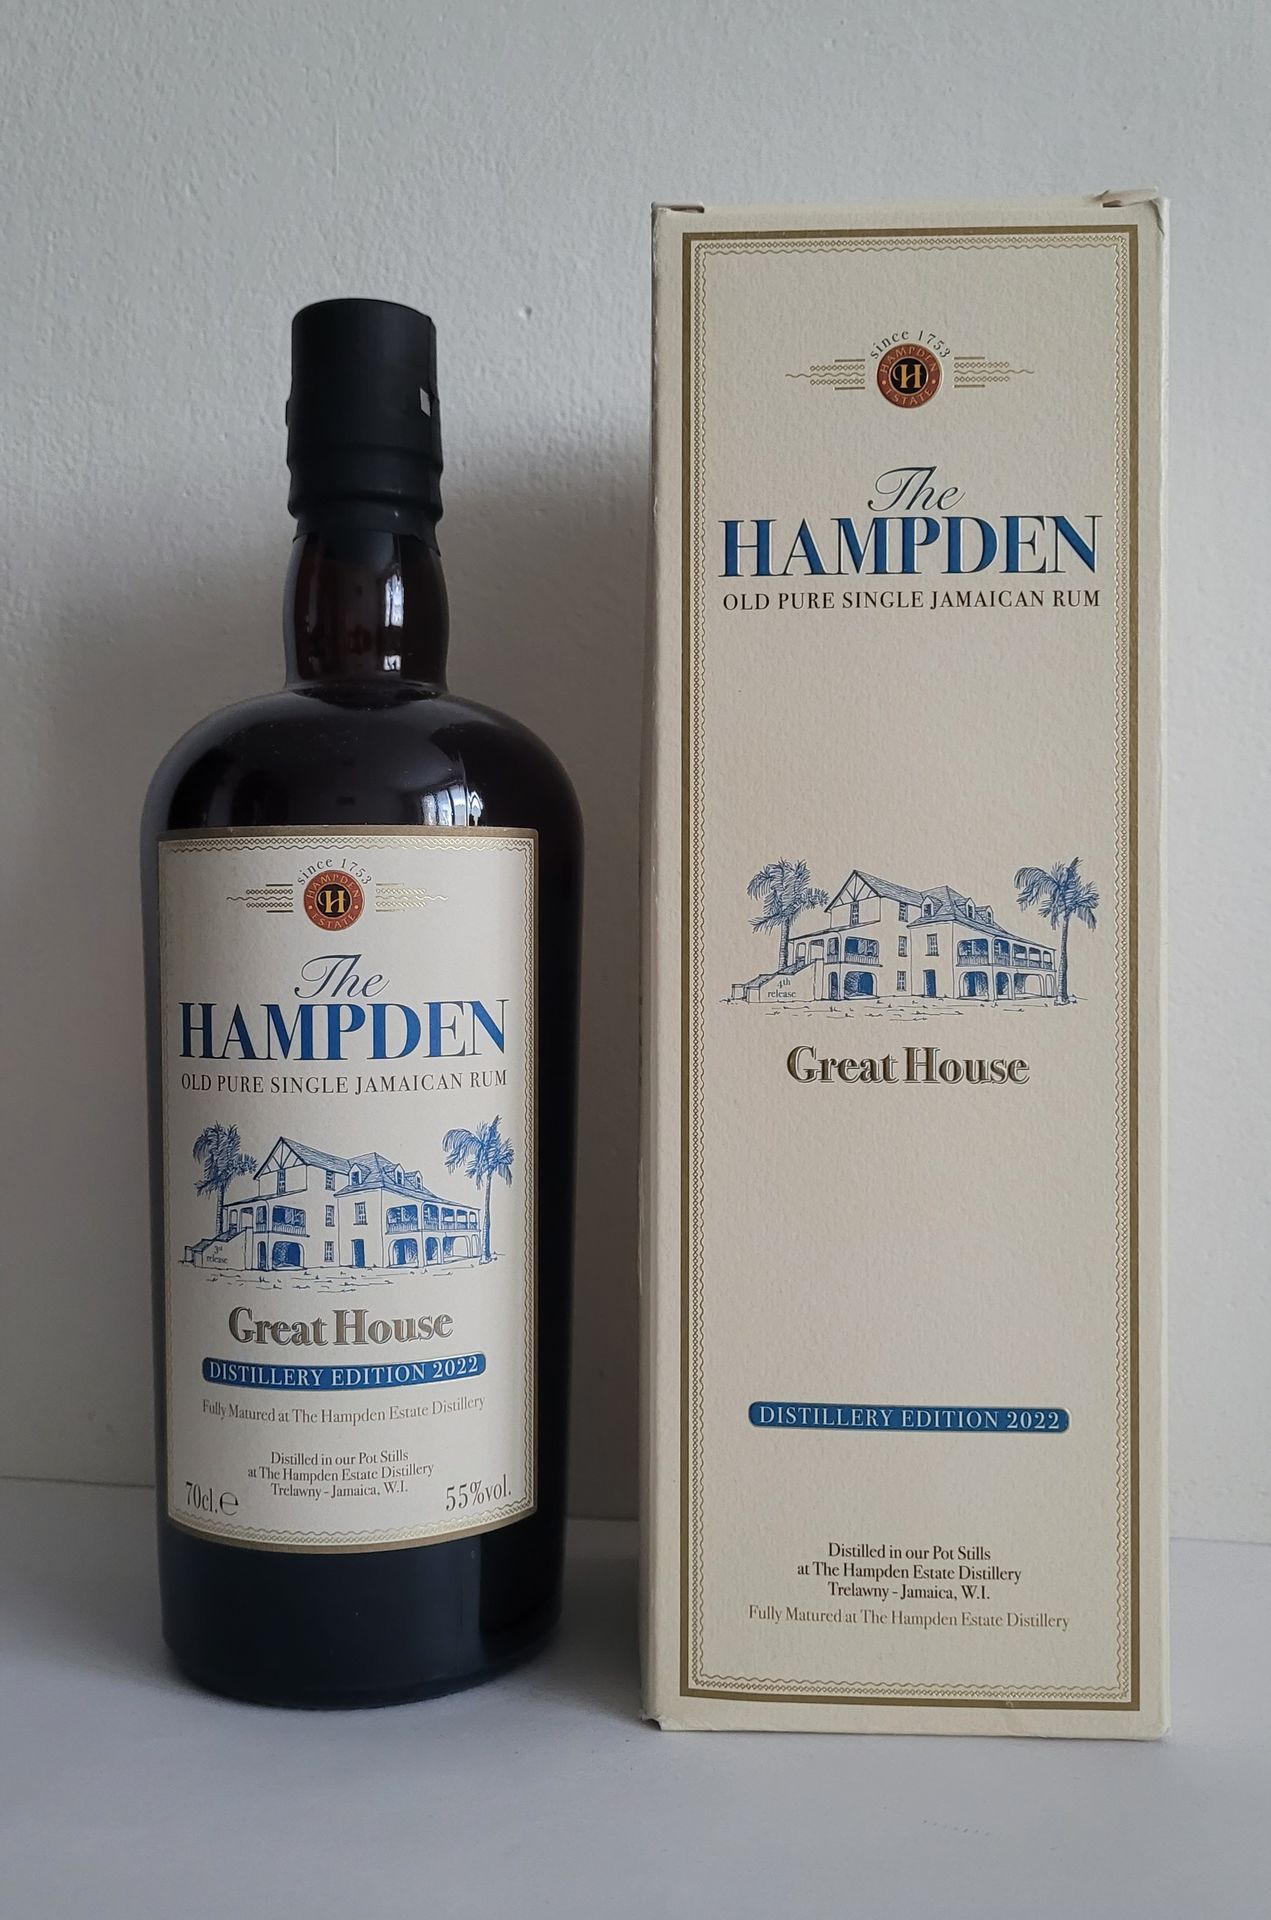 since 1753
HAMPDEN
H
ESTATE
The
HAMPDEN
OLD PURE SINGLE JAMAICAN RUM
3rd
release
Great House
DISTILLERY EDITION 2022
Fully Matured at The Hampden Estate Distillery
Distilled in our Pot Stills
at The Hampden Estate Distillery
Trelawny - Jaimaica, W.I.
70cl.e
55%vol.
since 1753
HAMPDEN
H
ESTATE
The
HAMPDEN
OLD PURE SINGLE JAMAICAN RUM
4th
release
Great House
DISTILLERY EDITION 2022
Distilled in our Pot Stills
at The Hampden Estate Distillery
Trelawny - Jamaica, W.I.
Fully Matured at The Hampden Estate Distillery